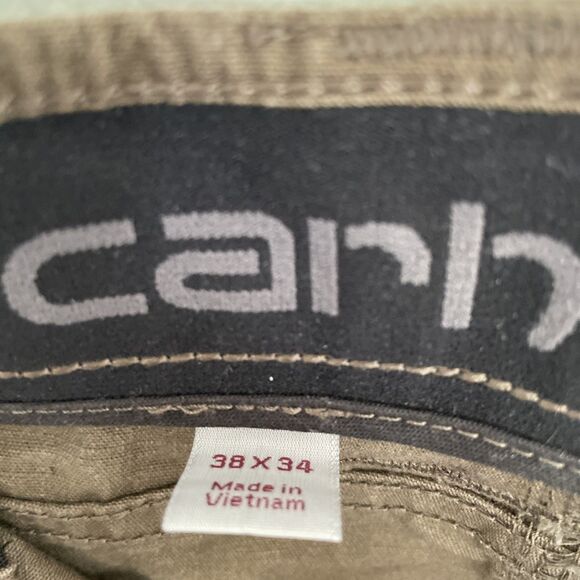 carh
38 X 34
Made in
Vietnam